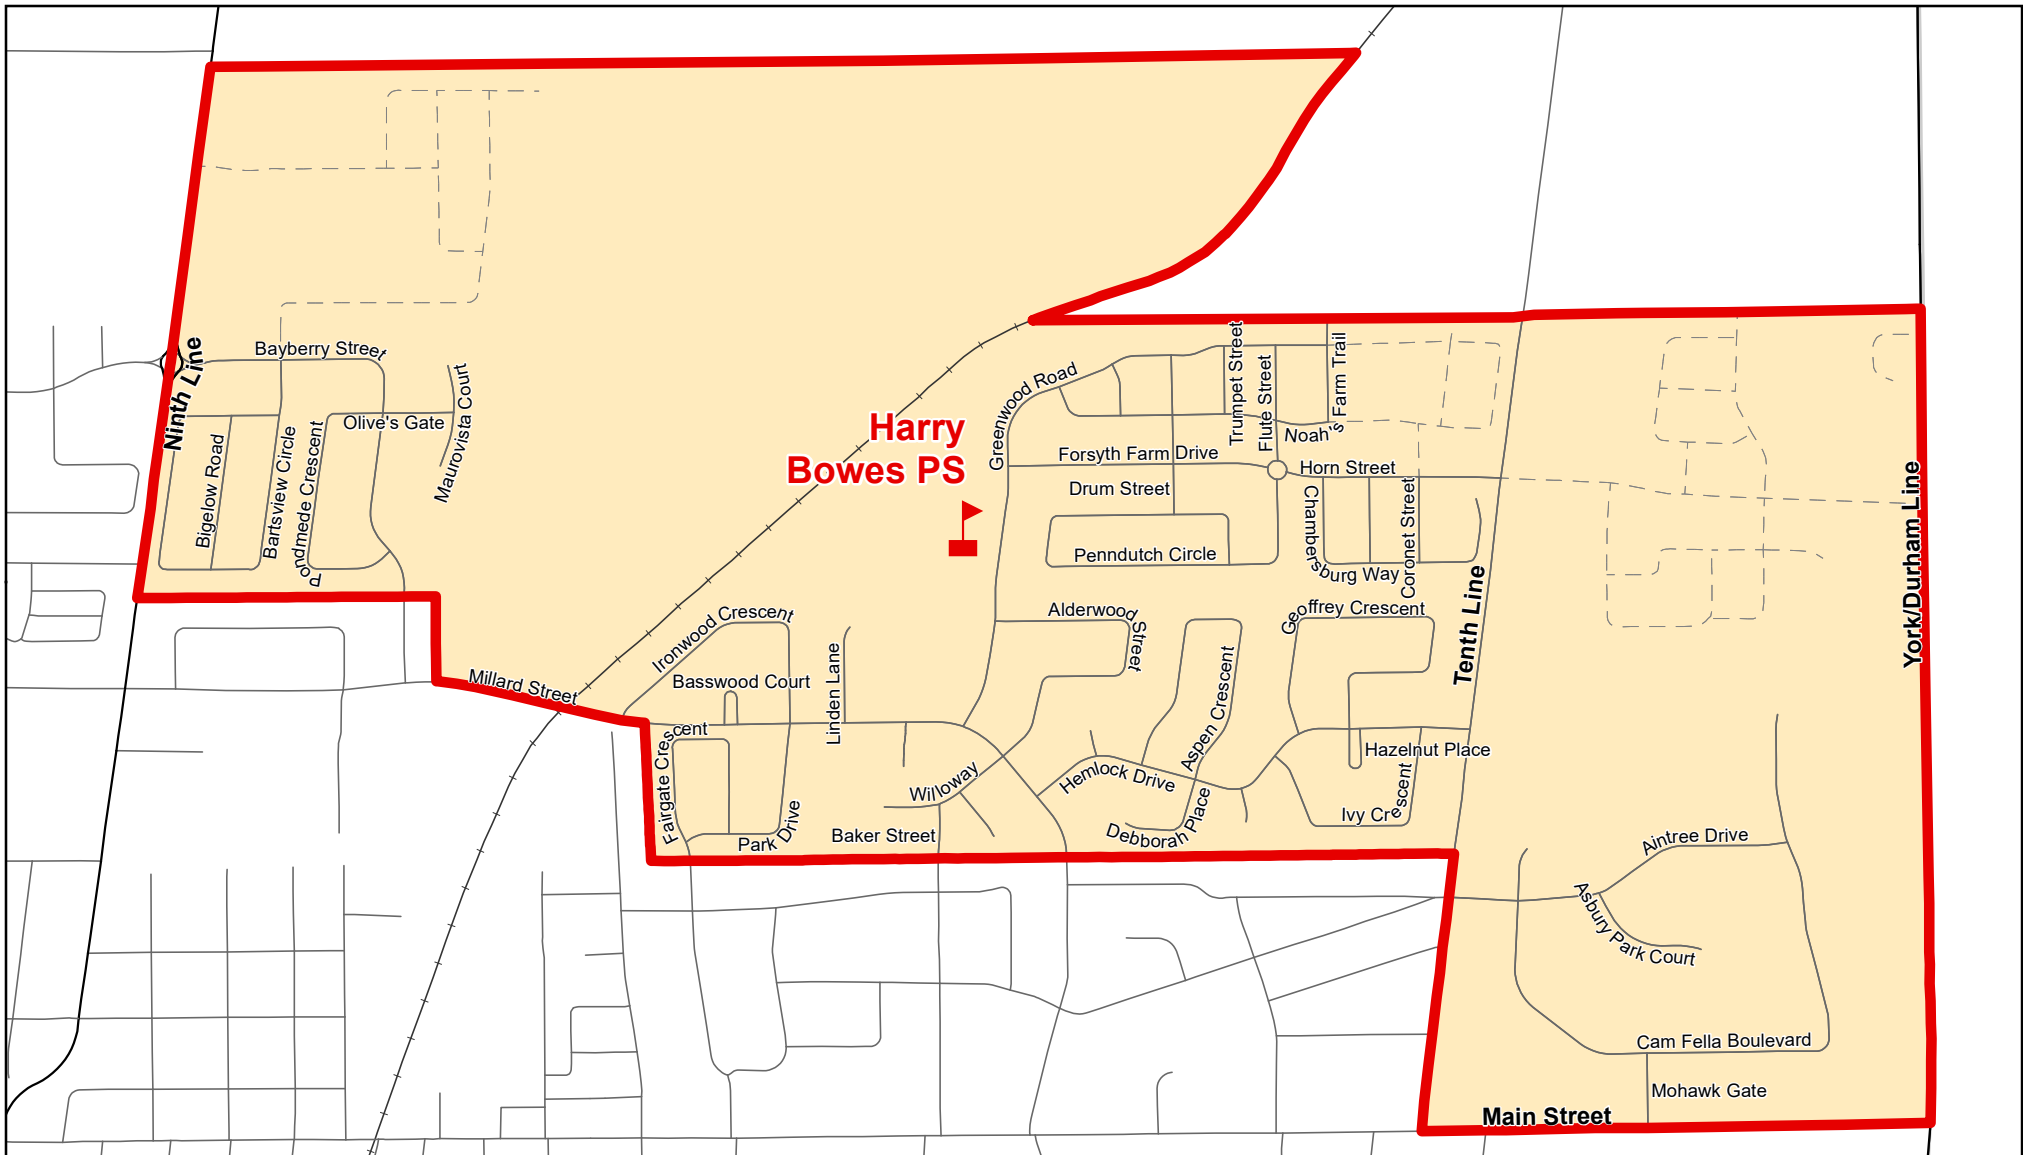 Ninth Line
Bayberry Street
Olive's Gate
Maurovista Court
Bigelow Road
Bartsview Circle
Pondmede Crescent
Harry
Bowes PS
Greenwood Road
Trumpet Street
Flute Street
Noah's Farm Trail
Forsyth Farm Drive
Horn Street
Drum Street
Penndutch Circle
Chambersburg Way
Coronet Street
Tenth Line
York/Durham Line
Ironwood Crescent
Alderwood Street
Geoffrey Crescent
Millard Street
Basswood Court
Linden Lane
Aspen Crescent
Fairgate Crescent
Hazelnut Place
Willoway
Hemlock Drive
Ivy Crescent
Park Drive
Baker Street
Debborah Place
Aintree Drive
Asbury Park Court
Cam Fella Boulevard
Mohawk Gate
Main Street